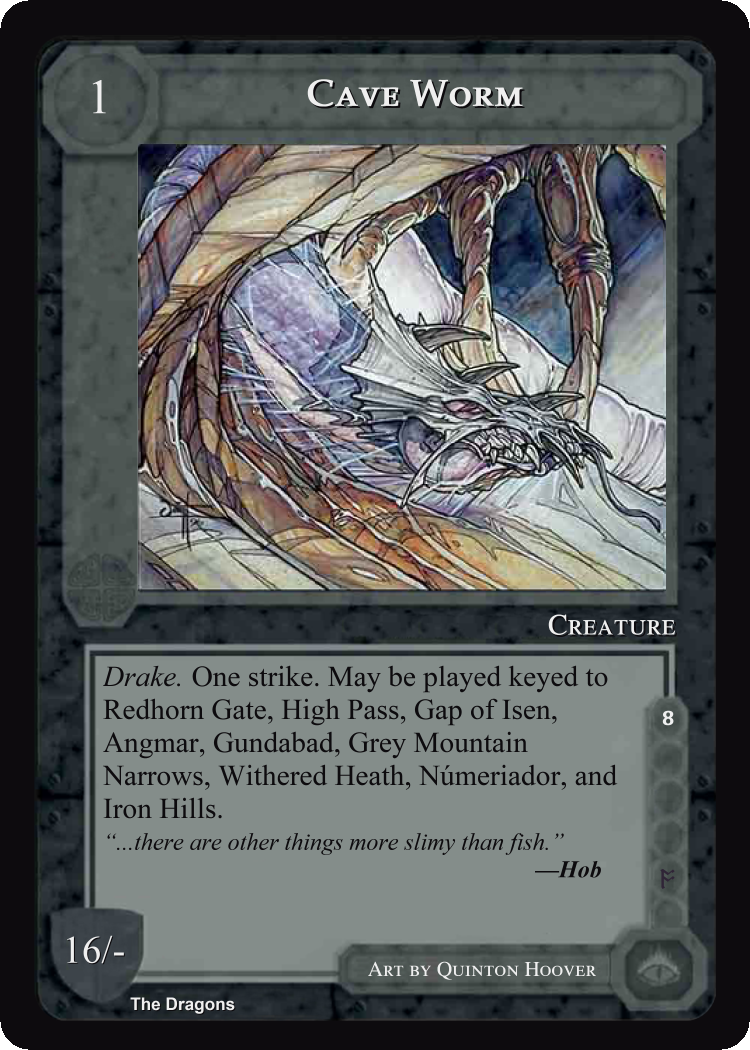 1
CAVE WORM
CREATURE
Drake. One strike. May be played keyed to
Redhorn Gate, High Pass, Gap of Isen,
Angmar, Gundabad, Grey Mountain
Narrows, Withered Heath, Númeriador, and
Iron Hills.
“...there are other things more slimy than fish.”
—Hob
8
16/-
ART BY QUINTON HOOVER
The Dragons